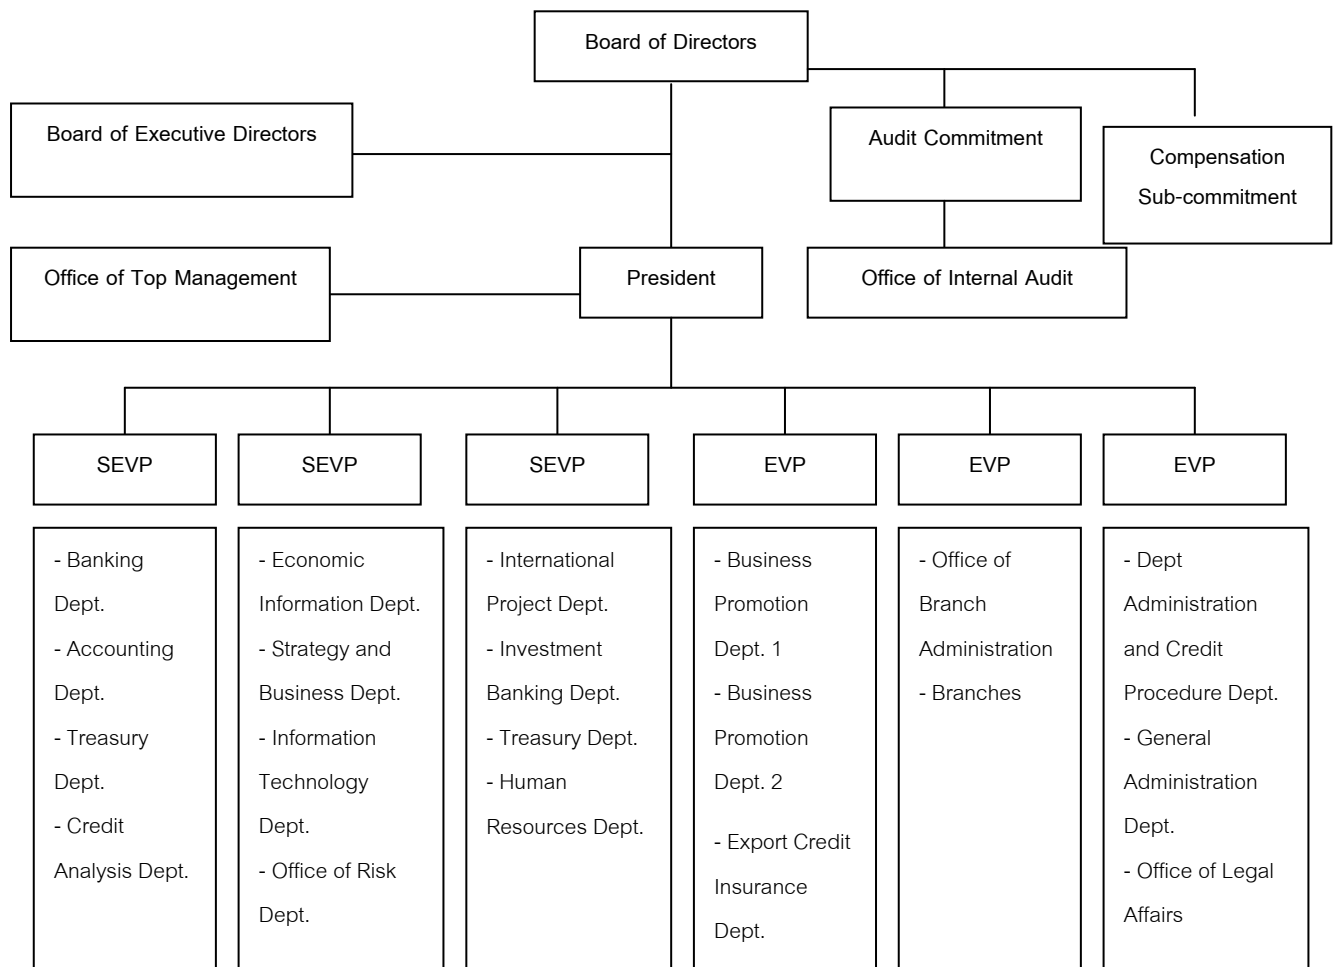 Board of Directors
Board of Executive Directors
Audit Commitment
Compensation
Sub-commitment
Office of Top Management
President
Office of Internal Audit
SEVP
SEVP
SEVP
EVP
EVP
EVP
- Banking
Dept.
- Accounting
Dept.
- Treasury
Dept.
- Credit
Analysis Dept.
- Economic
Information Dept.
- Strategy and
Business Dept.
- Information
Technology
Dept.
- Office of Risk
Dept.
- International
Project Dept.
- Investment
Banking Dept.
- Treasury Dept.
- Human
Resources Dept.
- Business
Promotion
Dept. 1
- Business
Promotion
Dept. 2
- Export Credit
Insurance
Dept.
- Office of
Branch
Administration
- Branches
- Dept
Administration
and Credit
Procedure Dept.
- General
Administration
Dept.
- Office of Legal
Affairs